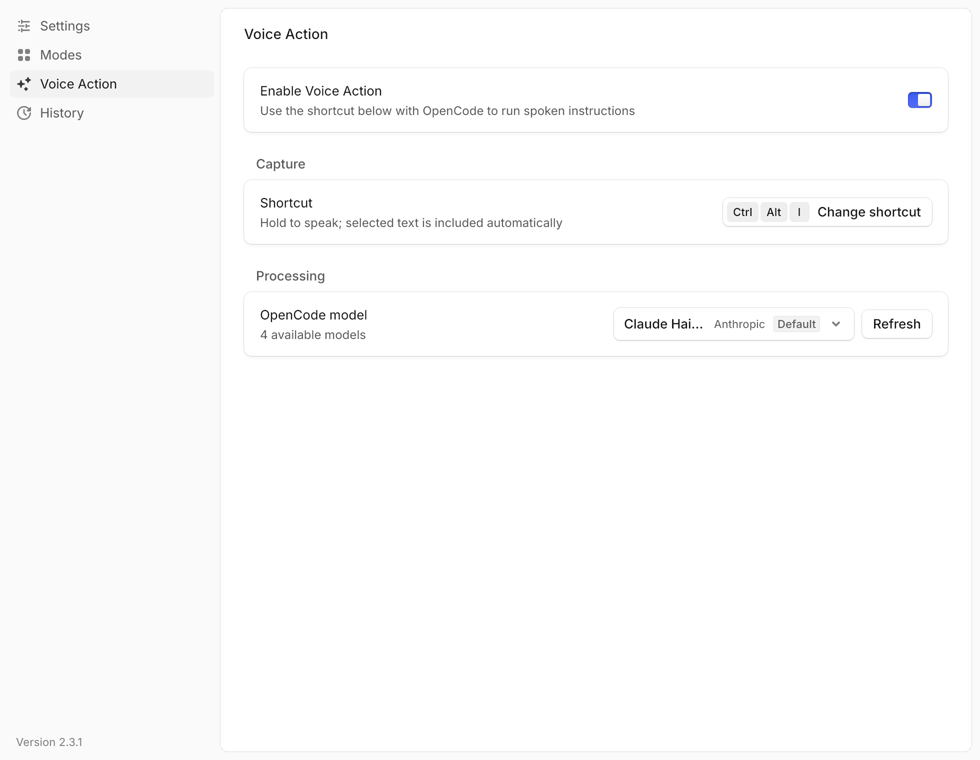 Settings
Modes
Voice Action
History
Version 2.3.1
Voice Action
Enable Voice Action
Use the shortcut below with OpenCode to run spoken instructions
Capture
Shortcut
Hold to speak; selected text is included automatically
Ctrl Alt I Change shortcut
Processing
OpenCode model
4 available models
Claude Hai... Anthropic Default
Refresh